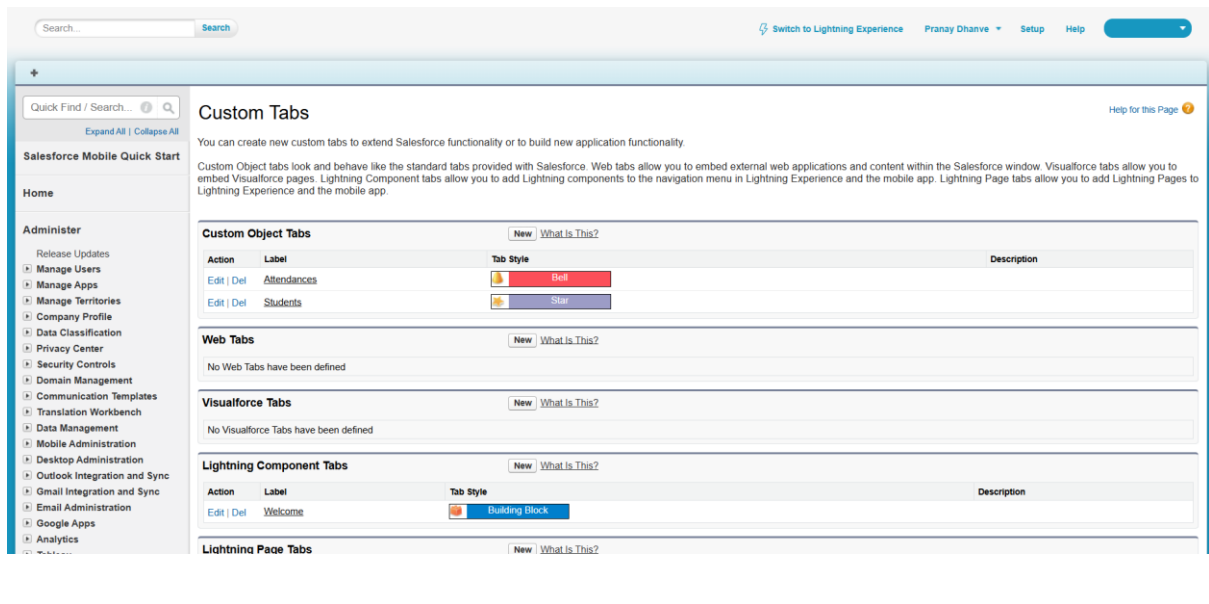 Search...
Search
Switch to Lightning Experience
Pranay Dhanve
Setup
Help
Quick Find / Search...
Expand All | Collapse All
Salesforce Mobile Quick Start
Home
Administer
Release Updates
Manage Users
Manage Apps
Manage Territories
Company Profile
Data Classification
Privacy Center
Security Controls
Domain Management
Communication Templates
Translation Workbench
Data Management
Mobile Administration
Desktop Administration
Outlook Integration and Sync
Gmail Integration and Sync
Email Administration
Google Apps
Analytics
Custom Tabs
Help for this Page
You can create new custom tabs to extend Salesforce functionality or to build new application functionality.
Custom Object tabs look and behave like the standard tabs provided with Salesforce. Web tabs allow you to embed external web applications and content within the Salesforce window. Visualforce tabs allow you to
embed Visualforce pages. Lightning Component tabs allow you to add Lightning components to the navigation menu in Lightning Experience and the mobile app. Lightning Page tabs allow you to add Lightning Pages to
Lightning Experience and the mobile app.
Custom Object Tabs New What Is This?
Action Label Tab Style Description
Edit | Del Attendances Bell
Edit | Del Students Star
Web Tabs New What Is This?
No Web Tabs have been defined
Visualforce Tabs New What Is This?
No Visualforce Tabs have been defined
Lightning Component Tabs New What Is This?
Action Label Tab Style Description
Edit | Del Welcome Building Block
Lightning Page Tabs New What Is This?